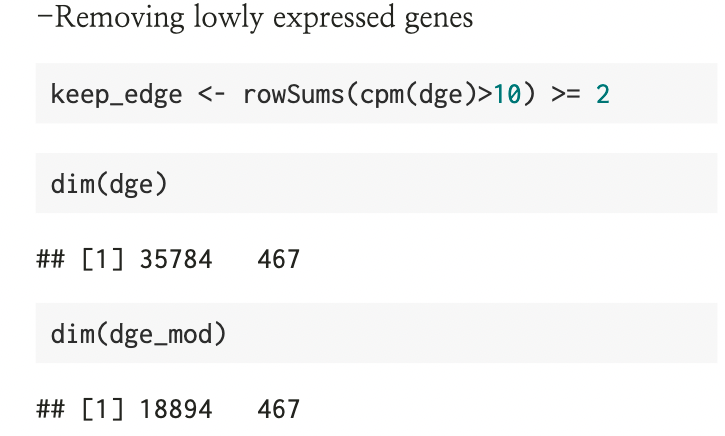 −Removing lowly expressed genes
keep_edge <- rowSums(cpm(dge)>10) >= 2
dim(dge)
## [1] 35784   467
dim(dge_mod)
## [1] 18894   467